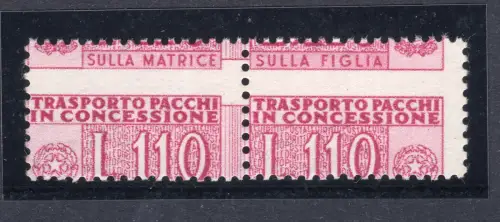 SULLA MATRICE SULLA FIGLIA
TRASPORTO PACCHI TRASPORTO PACCHI
IN CONCESSIONE IN CONCESSIONE
L. 110 L. 110